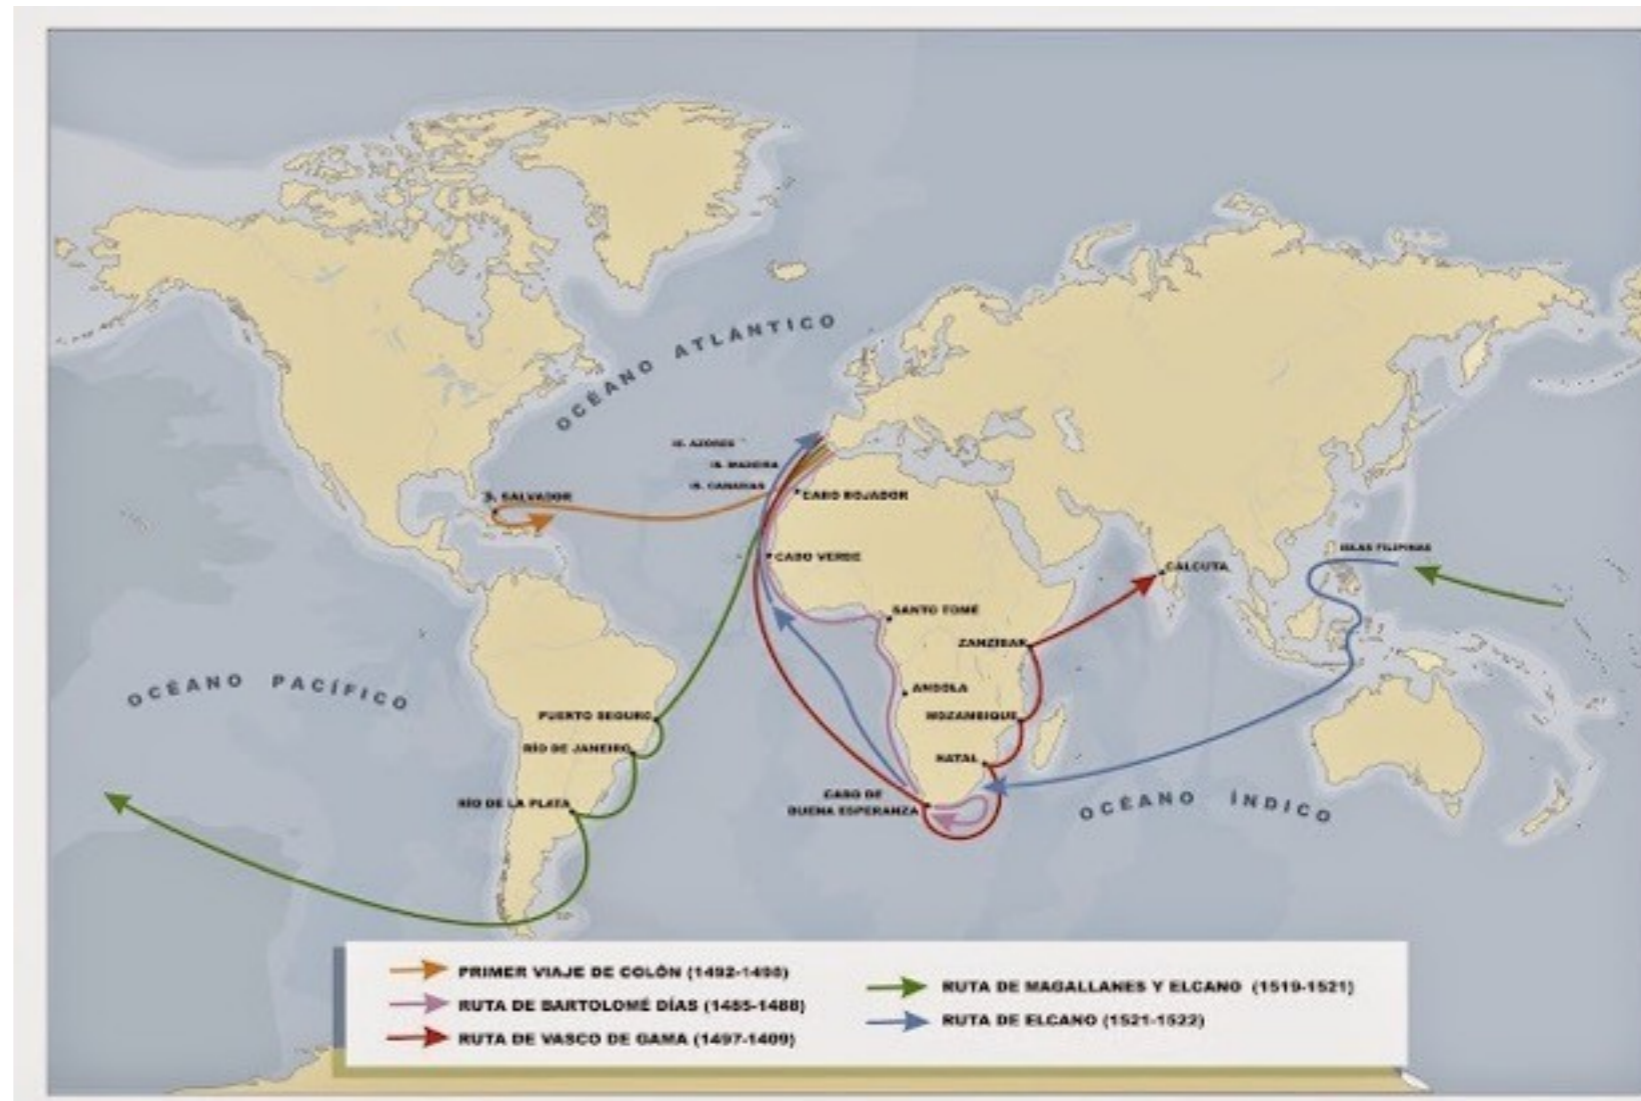 OCÉANO ATLÁNTICO
IS. AZORES
IS. MADEIRA
IS. CANARIAS
S. SALVADOR
CABO BOJADOR
CABO VERDE
ISLAS FILIPINAS
CALCUTA
SANTO TOMÉ
ZANZÍBAR
ANGOLA
OCÉANO PACÍFICO
PUERTO SEGURO
MOZAMBIQUE
RÍO DE JANEIRO
NATAL
RÍO DE LA PLATA
CABO DE
BUENA ESPERANZA
OCÉANO ÍNDICO
PRIMER VIAJE DE COLÓN (1492-1498)
RUTA DE BARTOLOMÉ DÍAS (1485-1488)
RUTA DE VASCO DE GAMA (1497-1409)
RUTA DE MAGALLANES Y ELCANO (1519-1521)
RUTA DE ELCANO (1521-1522)